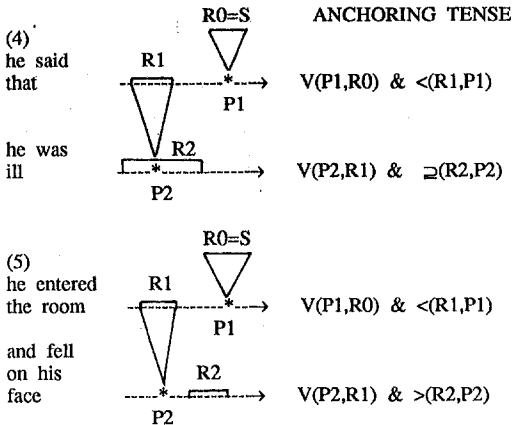 R0=S ANCHORING TENSE
(4)
he said R1
that * V(P1,R0) & <(R1,P1)
P1
he was R2
ill * V(P2,R1) & ⊇(R2,P2)
P2
R0=S
(5)
he entered R1
the room * V(P1,R0) & <(R1,P1)
P1
and fell
on his R2
face * V(P2,R1) & >(R2,P2)
P2